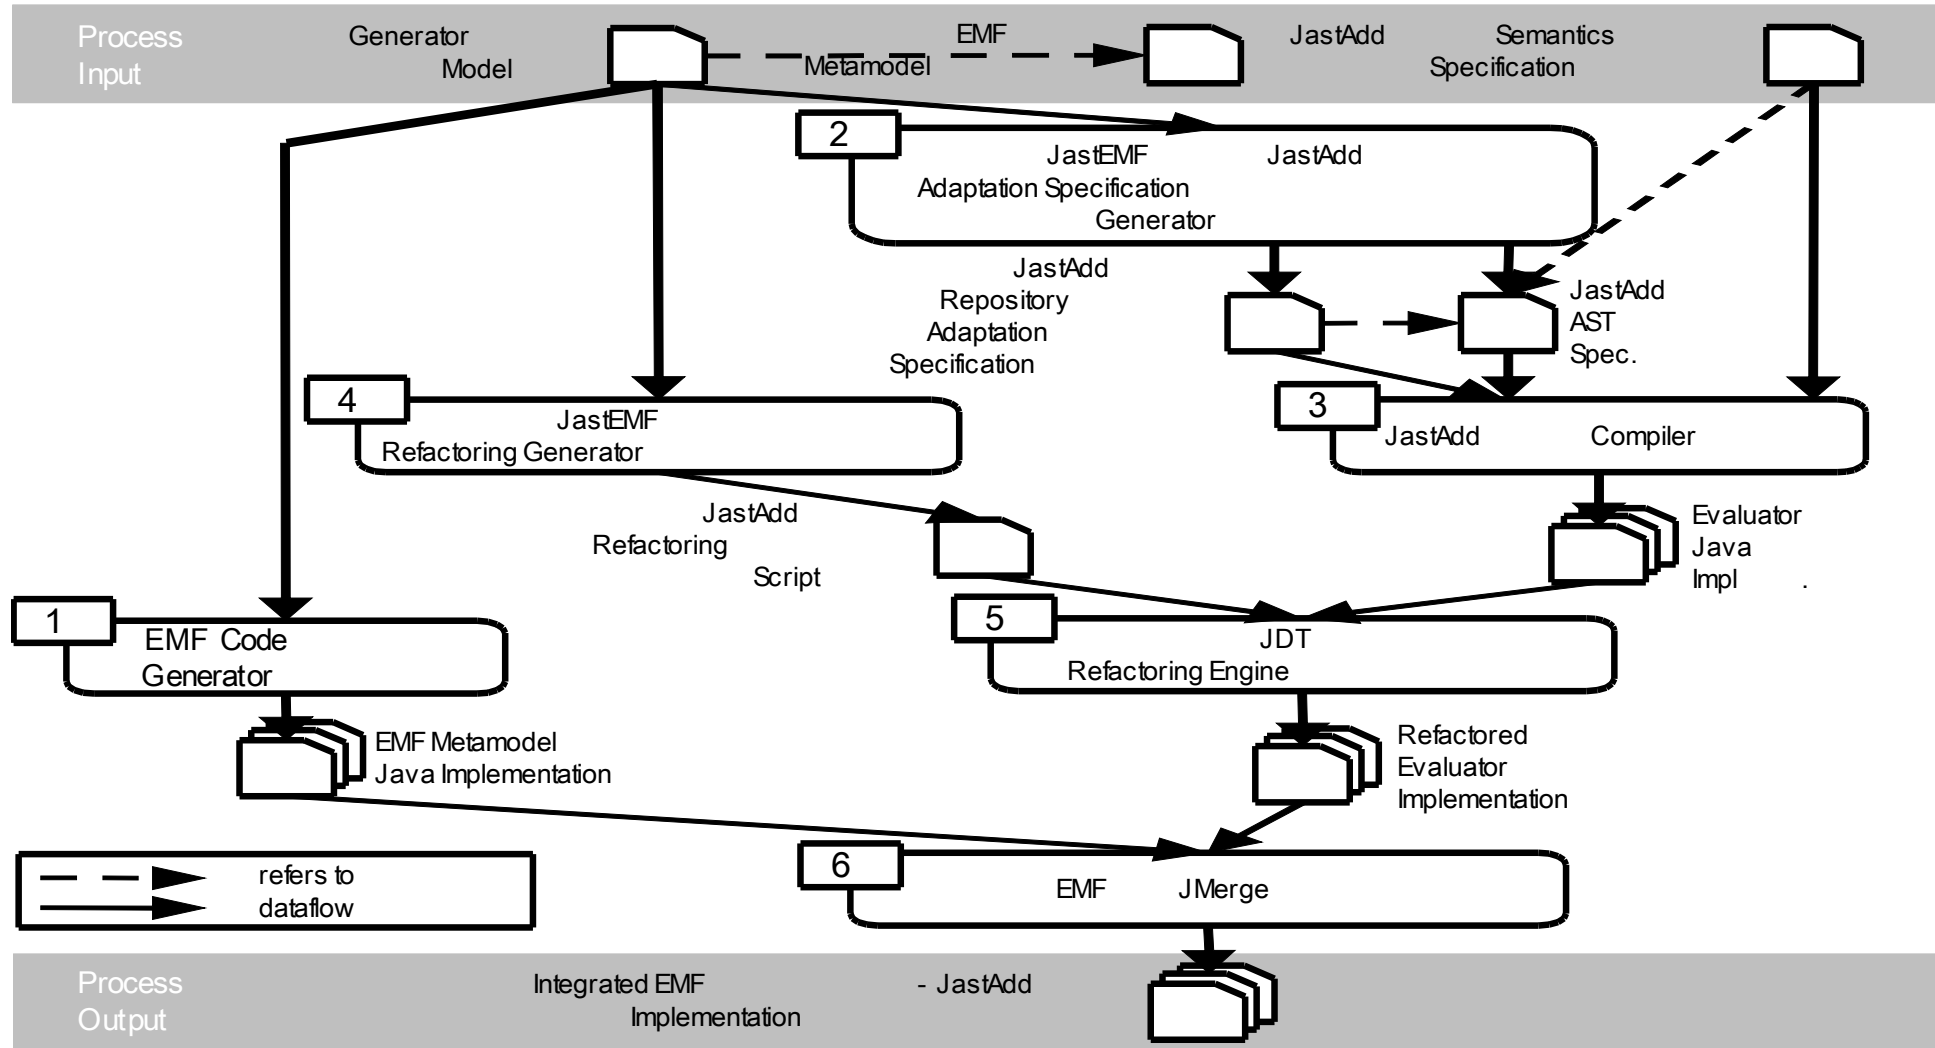 Process
Input
Generator
Model
EMF
Metamodel
JastAdd Semantics
Specification
2
JastEMF JastAdd
Adaptation Specification
Generator
JastAdd
Repository
Adaptation
Specification
JastAdd
AST
Spec.
4
JastEMF
Refactoring Generator
3
JastAdd Compiler
JastAdd
Refactoring
Script
Evaluator
Java
Impl .
1
EMF Code
Generator
5
JDT
Refactoring Engine
EMF Metamodel
Java Implementation
Refactored
Evaluator
Implementation
refers to
dataflow
6
EMF JMerge
Process
Output
Integrated EMF - JastAdd
Implementation